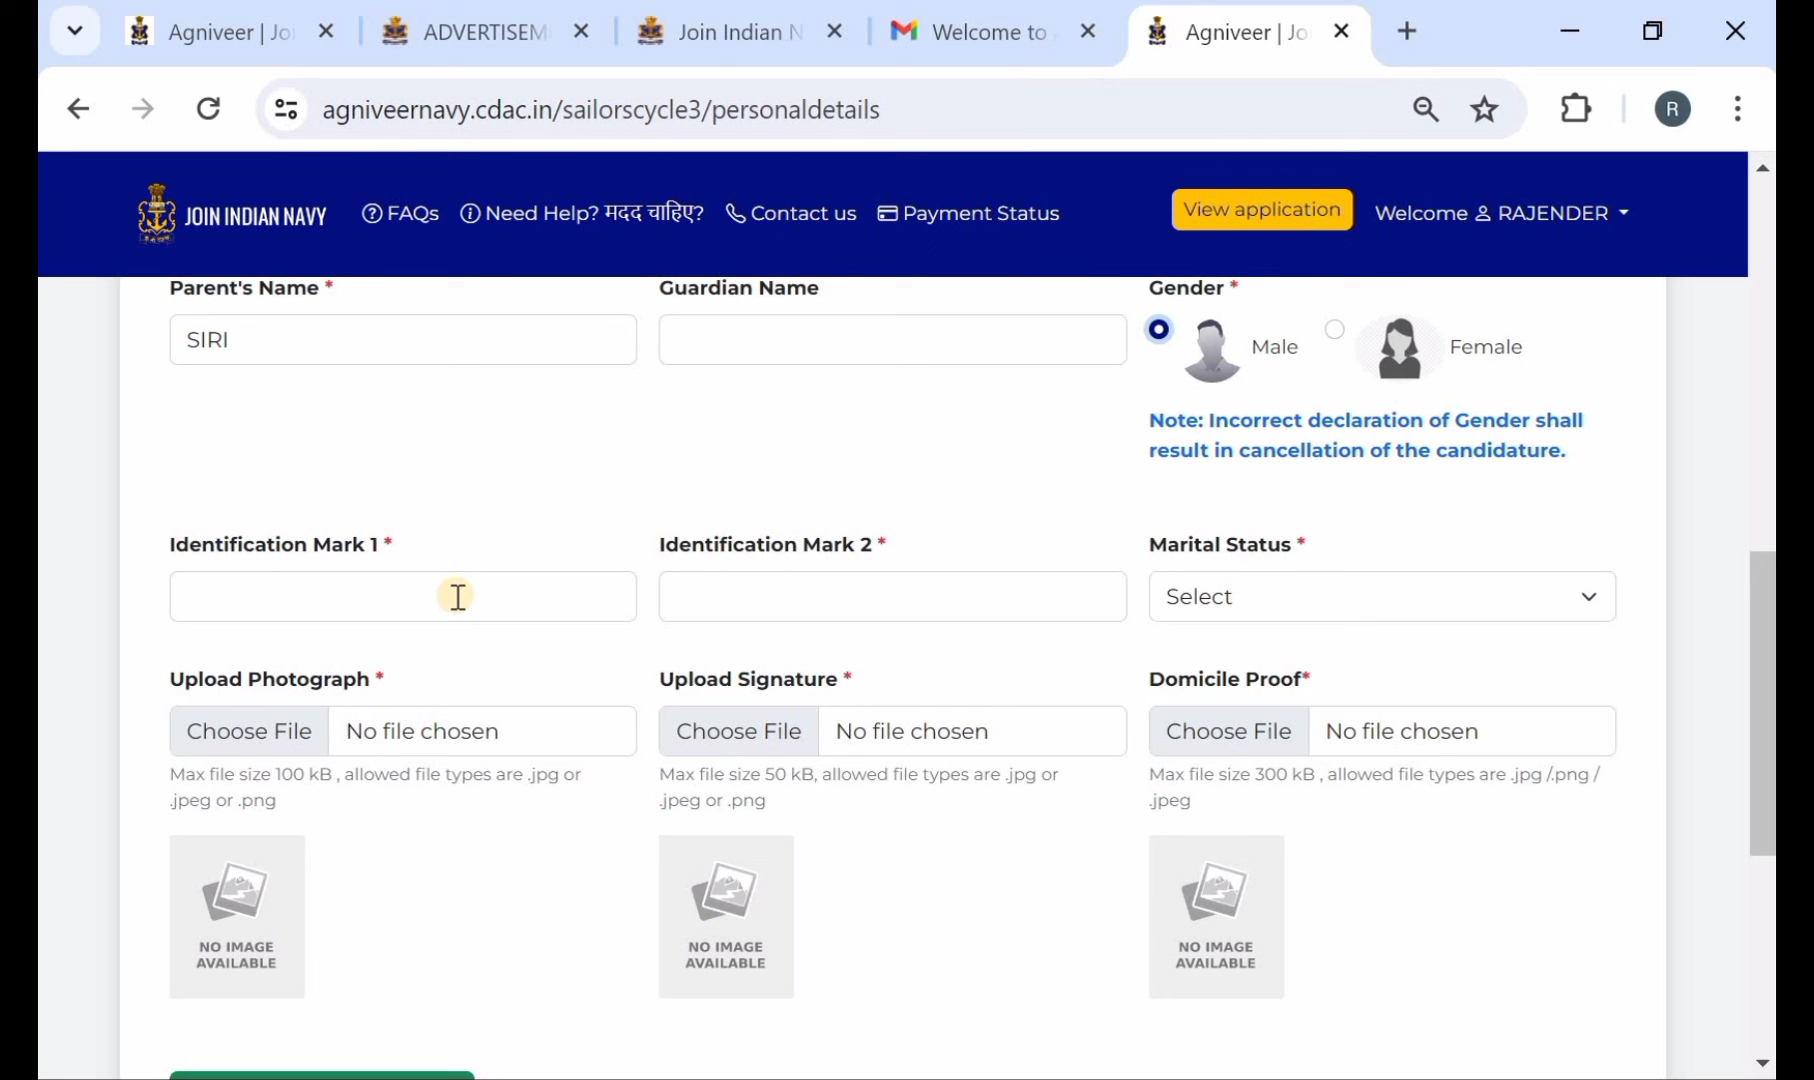 Agniveer | Jo
ADVERTISEM
Join Indian N
Welcome to
Agniveer | Jo
agniveernavy.cdac.in/sailorscycle3/personaldetails
R
JOIN INDIAN NAVY
FAQs
Need Help? मदद चाहिए?
Contact us
Payment Status
View application
Welcome RAJENDER
Parent's Name *
Guardian Name
Gender *
SIRI
Male
Female
Note: Incorrect declaration of Gender shall
result in cancellation of the candidature.
Identification Mark 1 *
Identification Mark 2 *
Marital Status *
Select
Upload Photograph *
Upload Signature *
Domicile Proof*
Choose File No file chosen
Choose File No file chosen
Choose File No file chosen
Max file size 100 kB , allowed file types are .jpg or
.jpeg or .png
Max file size 50 kB, allowed file types are .jpg or
.jpeg or .png
Max file size 300 kB , allowed file types are .jpg /.png /
.jpeg
NO IMAGE
AVAILABLE
NO IMAGE
AVAILABLE
NO IMAGE
AVAILABLE